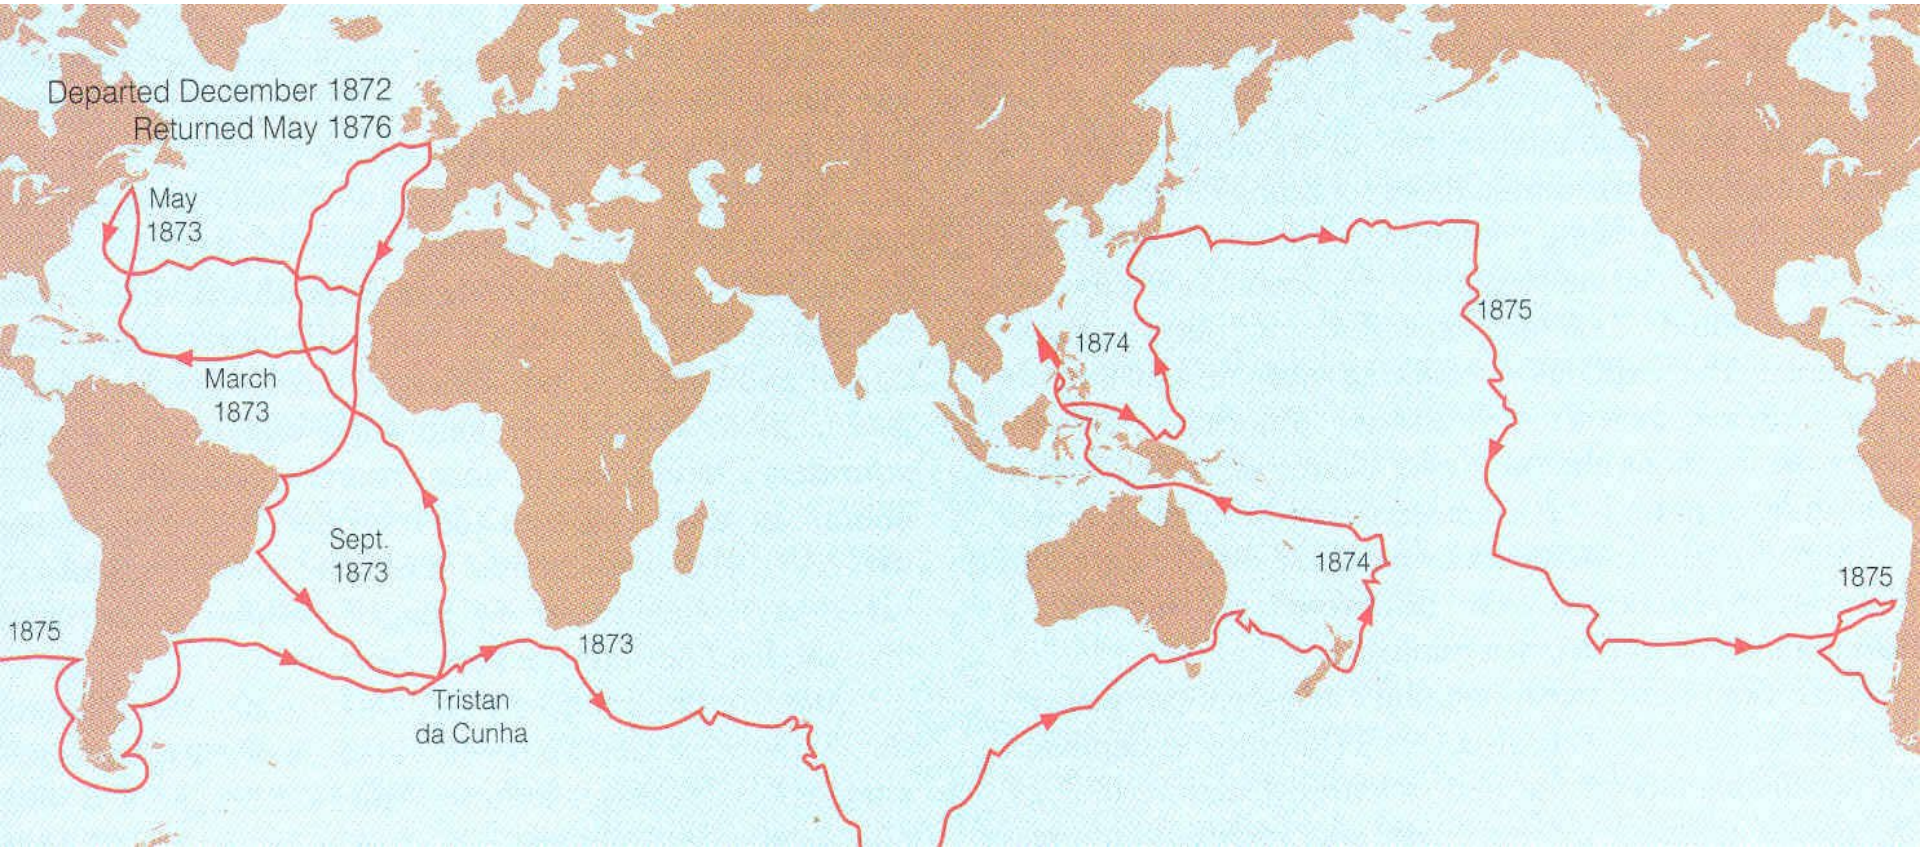 Departed December 1872
Returned May 1876
May
1873
March
1873
Sept.
1873
1875
Tristan
da Cunha
1873
1874
1874
1875
1875